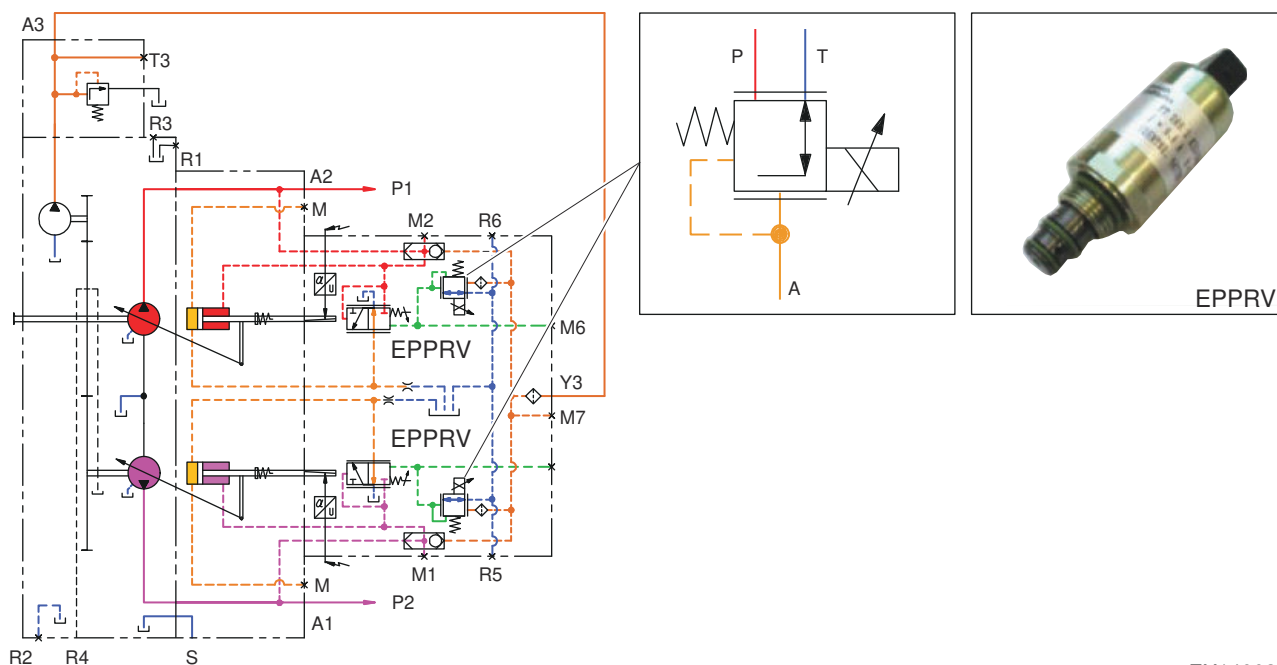 A3
T3
R3
R1
A2
P1
M
M2
R6
α
U
EPPRV
M6
Y3
M7
EPPRV
α
U
M1
R5
M
P2
A1
R2
R4
S
P
T
A
EPPRV